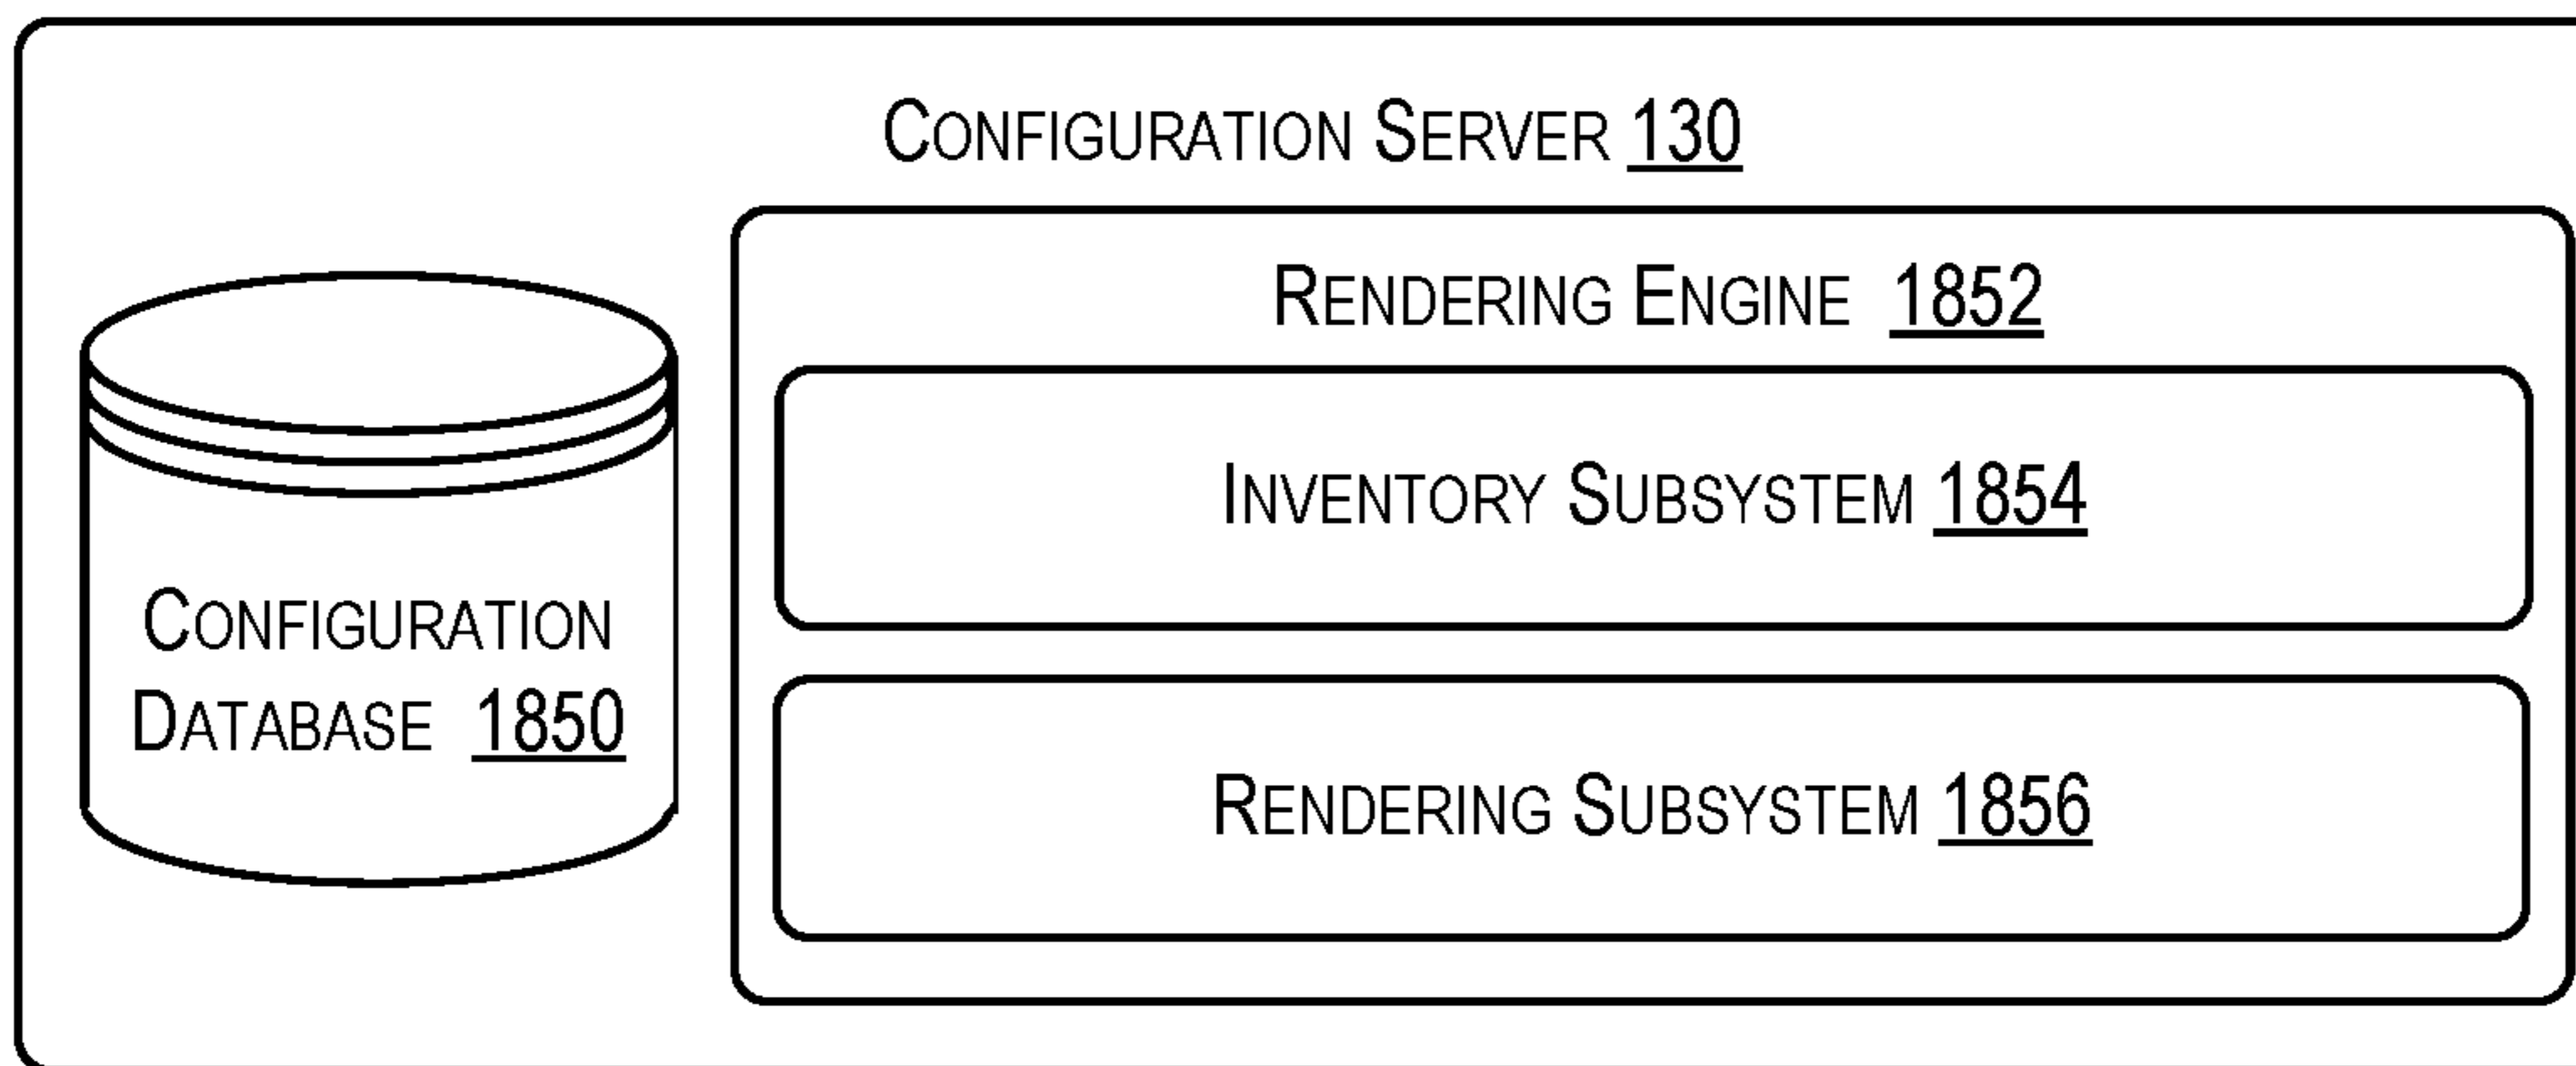 Configuration Server 130
Rendering Engine 1852
Inventory Subsystem 1854
Configuration
Database 1850
Rendering Subsystem 1856